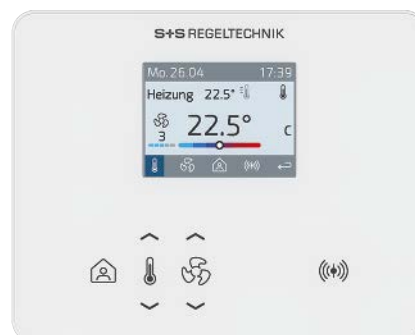 S+S REGELTECHNIK
Mo.26.04 17:39
Heizung 22.5°
3 22.5° C